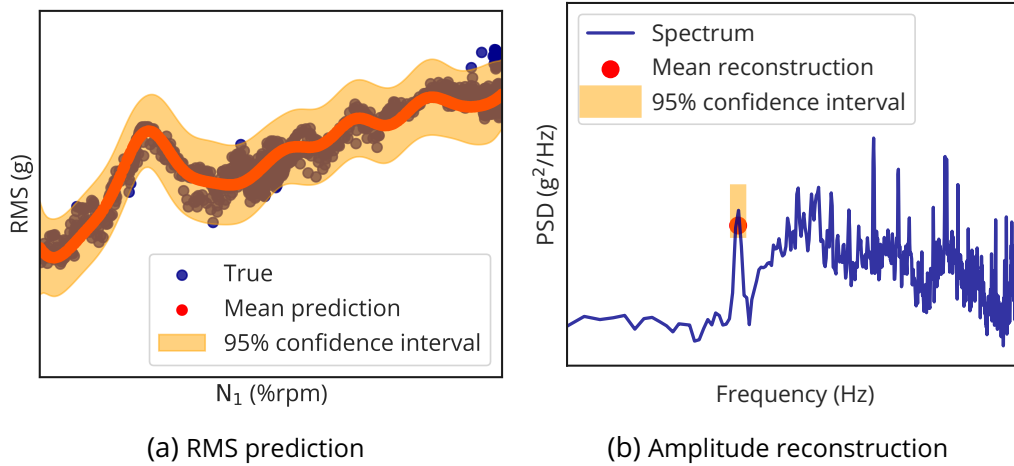 RMS (g)
True
Mean prediction
95% confidence interval
N₁ (%rpm)
(a) RMS prediction
PSD (g²/Hz)
Spectrum
Mean reconstruction
95% confidence interval
Frequency (Hz)
(b) Amplitude reconstruction